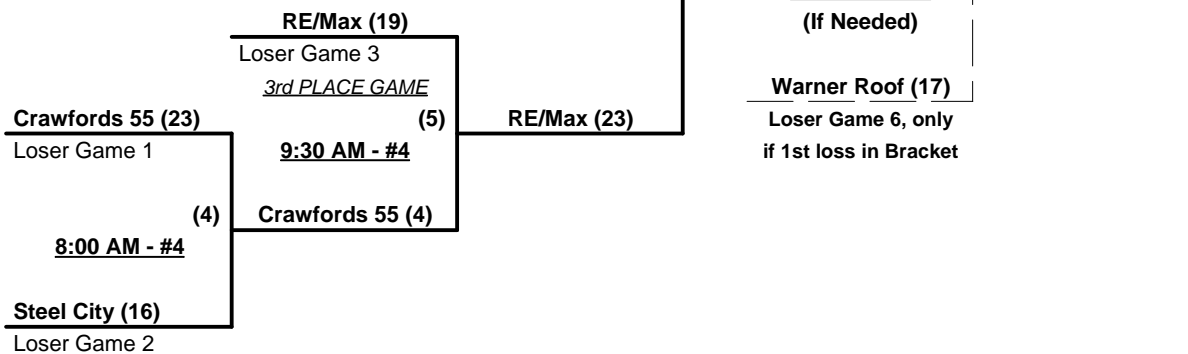 RE/Max (19)
(If Needed)
Loser Game 3
3rd PLACE GAME
Warner Roof (17)
Crawfords 55 (23)
(5)
RE/Max (23)
Loser Game 6, only
Loser Game 1
9:30 AM - #4
if 1st loss in Bracket
(4)
Crawfords 55 (4)
8:00 AM - #4
Steel City (16)
Loser Game 2